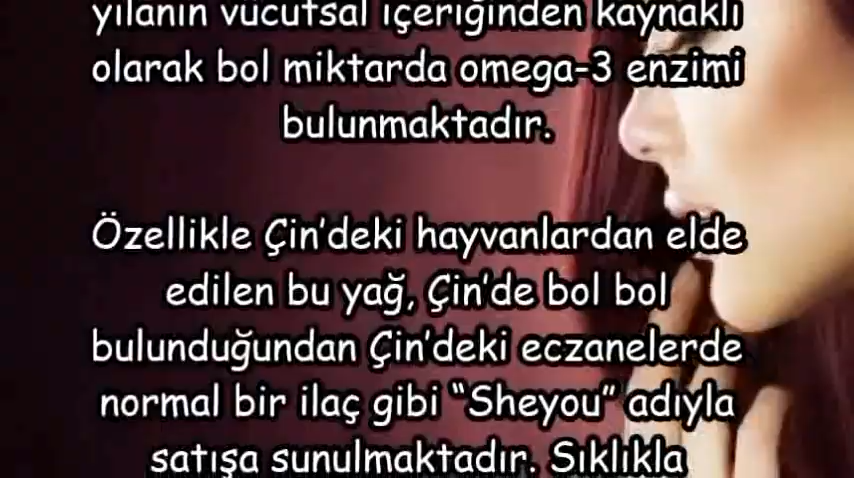 yılanın vücutsal içeriğinden kaynaklı
olarak bol miktarda omega-3 enzimi
bulunmaktadır.
Özellikle Çin'deki hayvanlardan elde
edilen bu yağ, Çin'de bol bol
bulunduğundan Çin'deki eczanelerde
normal bir ilaç gibi “Sheyou” adıyla
satışa sunulmaktadır. Sıklıkla